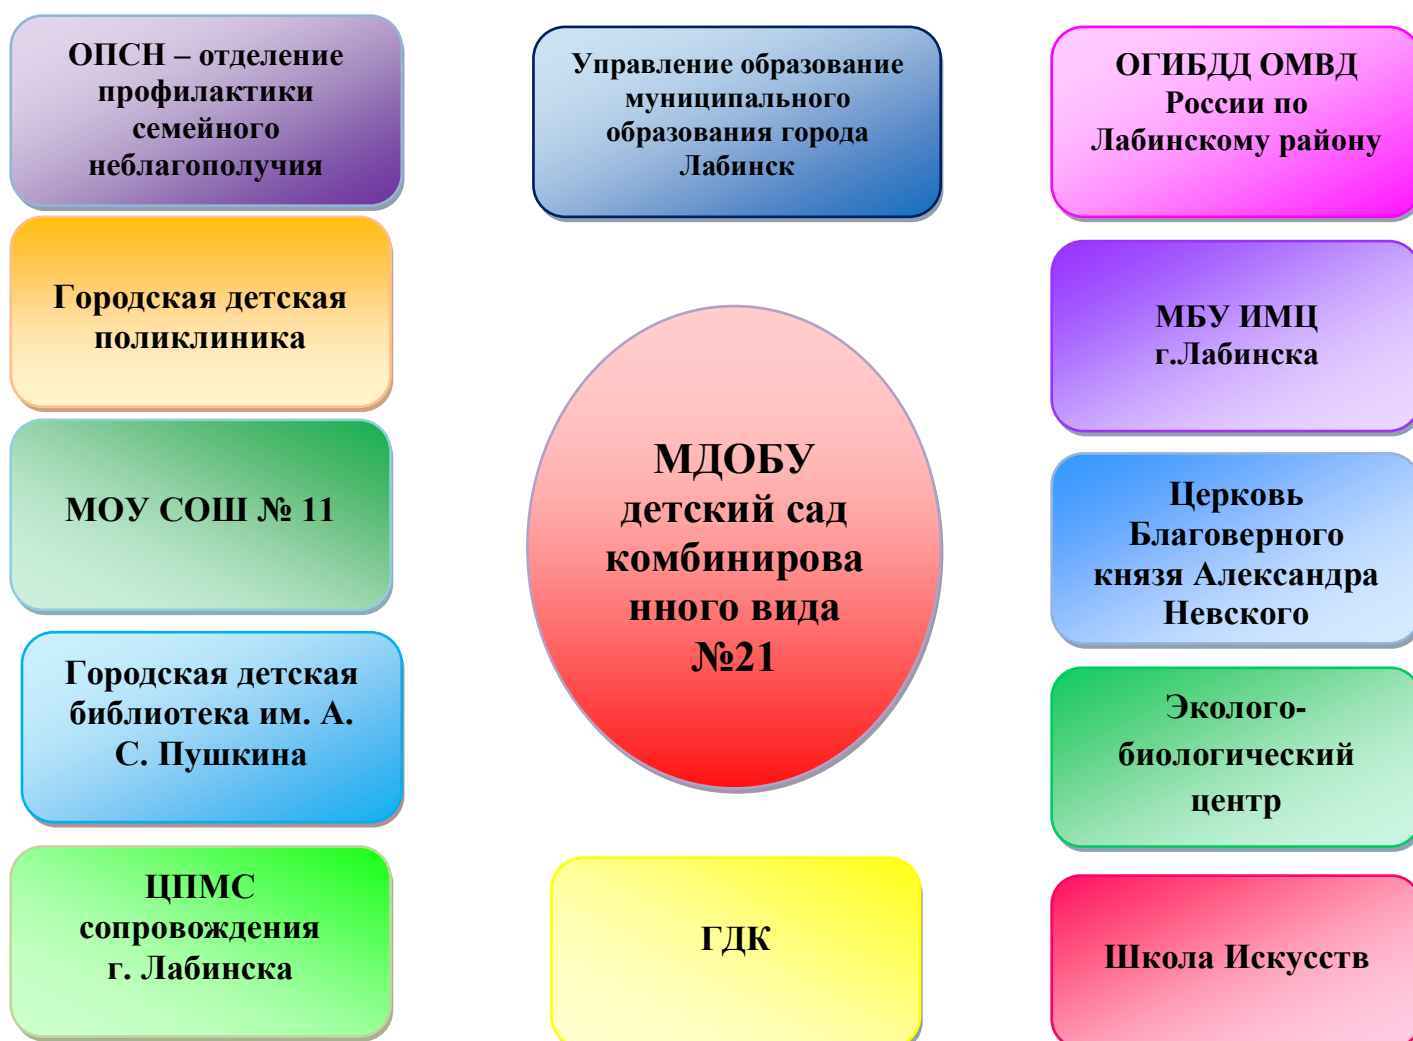 ОПСН – отделение
профилактики
семейного
неблагополучия
Управление образование
муниципального
образования города
Лабинск
ОГИБДД ОМВД
России по
Лабинскому району
Городская детская
поликлиника
МБУ ИМЦ
г.Лабинска
МДОБУ
детский сад
комбинирова
нного вида
№21
МОУ СОШ № 11
Церковь
Благоверного
князя Александра
Невского
Городская детская
библиотека им. А.
С. Пушкина
Эколого-
биологический
центр
ЦПМС
сопровождения
г. Лабинска
ГДК
Школа Искусств